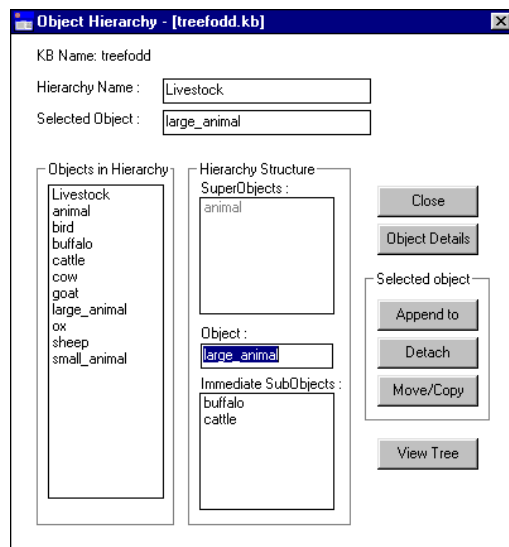 Object Hierarchy - [treefodd.kb]
KB Name: treefodd
Hierarchy Name :
Livestock
Selected Object :
large_animal
Objects in Hierarchy
Livestock
animal
bird
buffalo
cattle
cow
goat
large_animal
ox
sheep
small_animal
Hierarchy Structure
SuperObjects :
animal
Object :
large_animal
Immediate SubObjects :
buffalo
cattle
Close
Object Details
Selected object
Append to
Detach
Move/Copy
View Tree